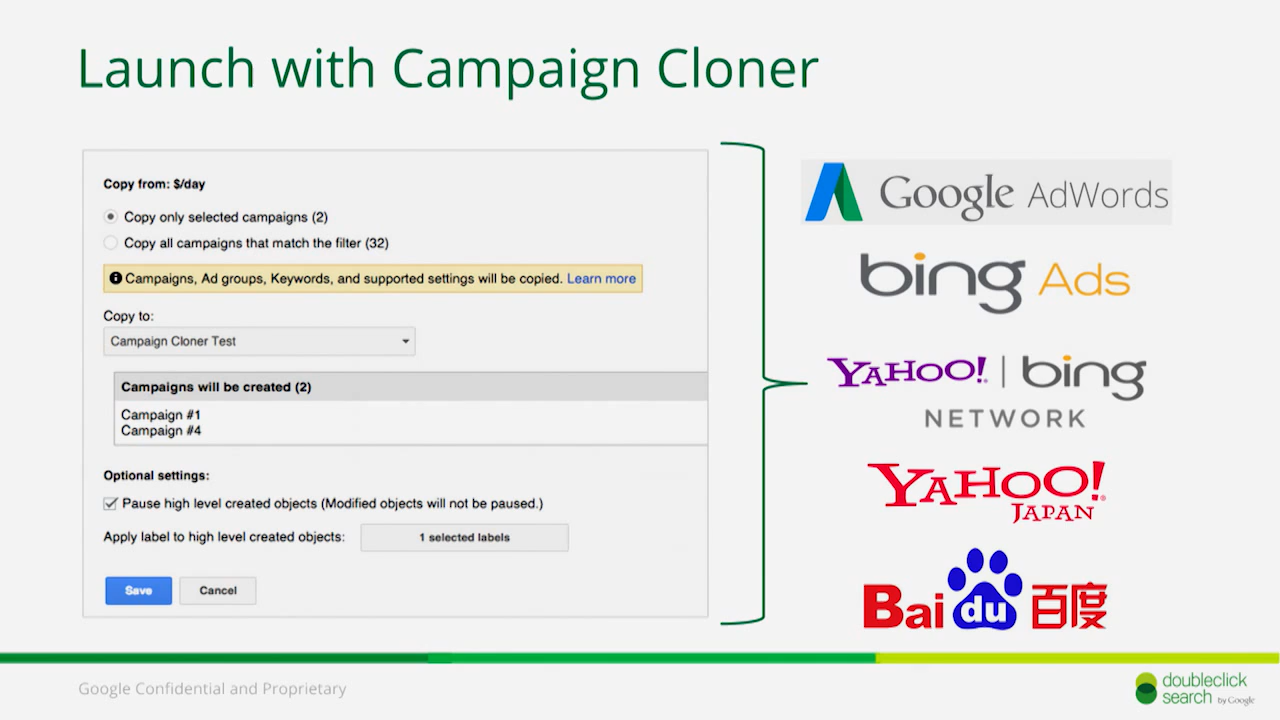 Launch with Campaign Cloner
Copy from: $/day
Copy only selected campaigns (2)
Copy all campaigns that match the filter (32)
Campaigns, Ad groups, Keywords, and supported settings will be copied. Learn more
Copy to:
Campaign Cloner Test
Campaigns will be created (2)
Campaign #1
Campaign #4
Optional settings:
Pause high level created objects (Modified objects will not be paused.)
Apply label to high level created objects: 1 selected labels
Save Cancel
Google AdWords
bing Ads
YAHOO! | bing
NETWORK
YAHOO!
JAPAN
Bai du 百度
Google Confidential and Proprietary
doubleclick
search by Google